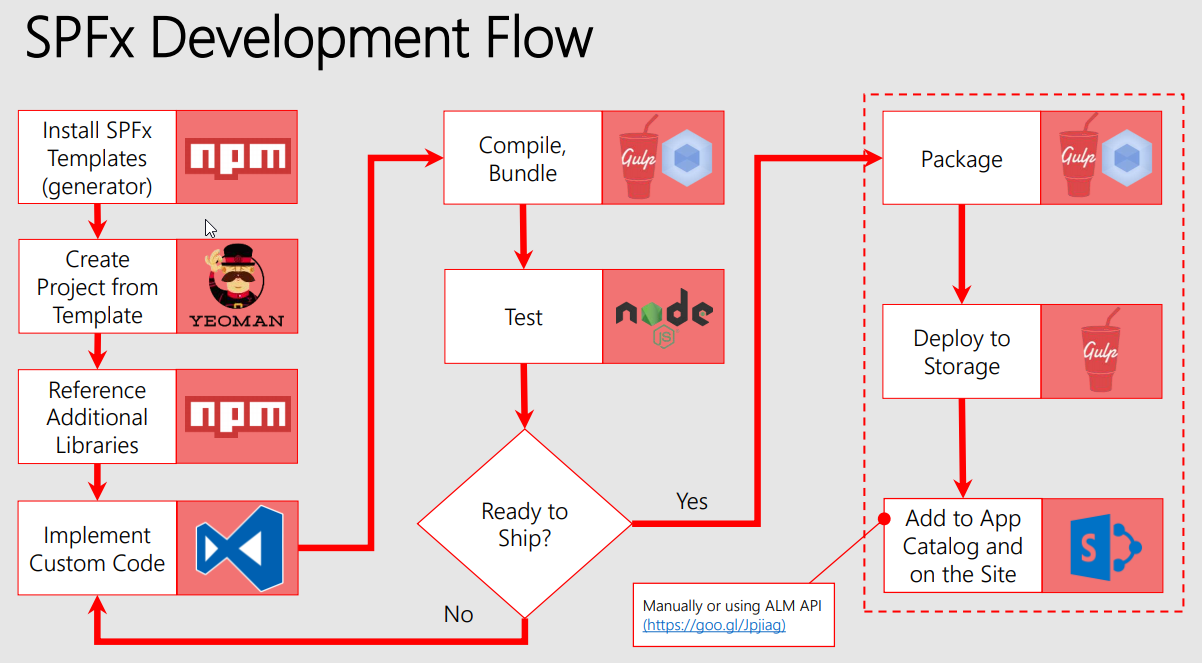 SPFx Development Flow
Install SPFx
Templates
(generator)
npm
Create
Project from
Template
YEOMAN
Reference
Additional
Libraries
npm
Implement
Custom Code
Compile,
Bundle
Gulp
Test
node
JS
Ready to
Ship?
Yes
No
Package
Gulp
Deploy to
Storage
Gulp
Add to App
Catalog and
on the Site
S
Manually or using ALM API
(https://goo.gl/Jpjiag)